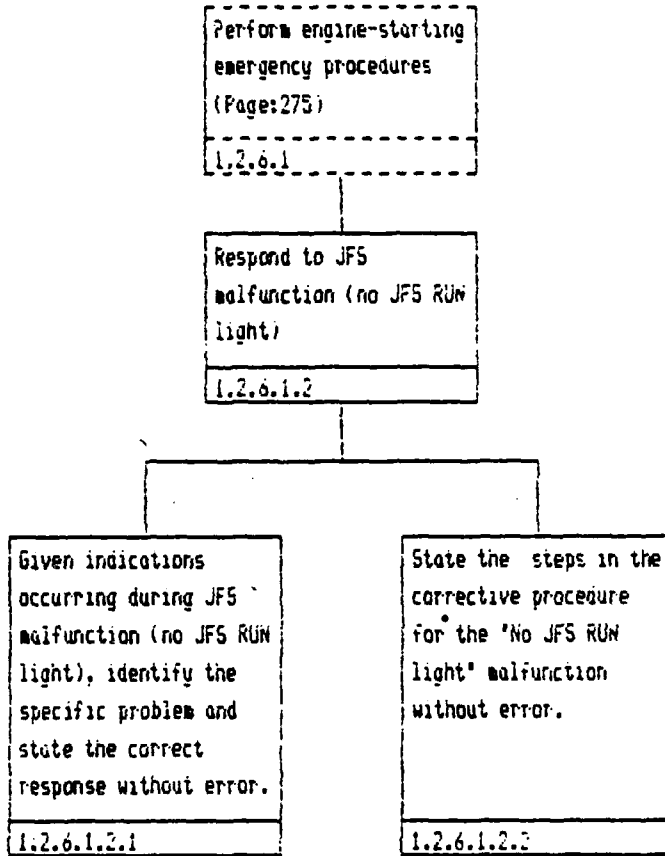 Perform engine-starting
emergency procedures
(Page:275)
1.2.6.1
Respond to JFS
malfunction (no JFS RUN
light)
1.2.6.1.2
Given indications
occurring during JFS
malfunction (no JFS RUN
light), identify the
specific problem and
state the correct
response without error.
1.2.6.1.2.1
State the steps in the
corrective procedure
for the "No JFS RUN
light" malfunction
without error.
1.2.6.1.2.2